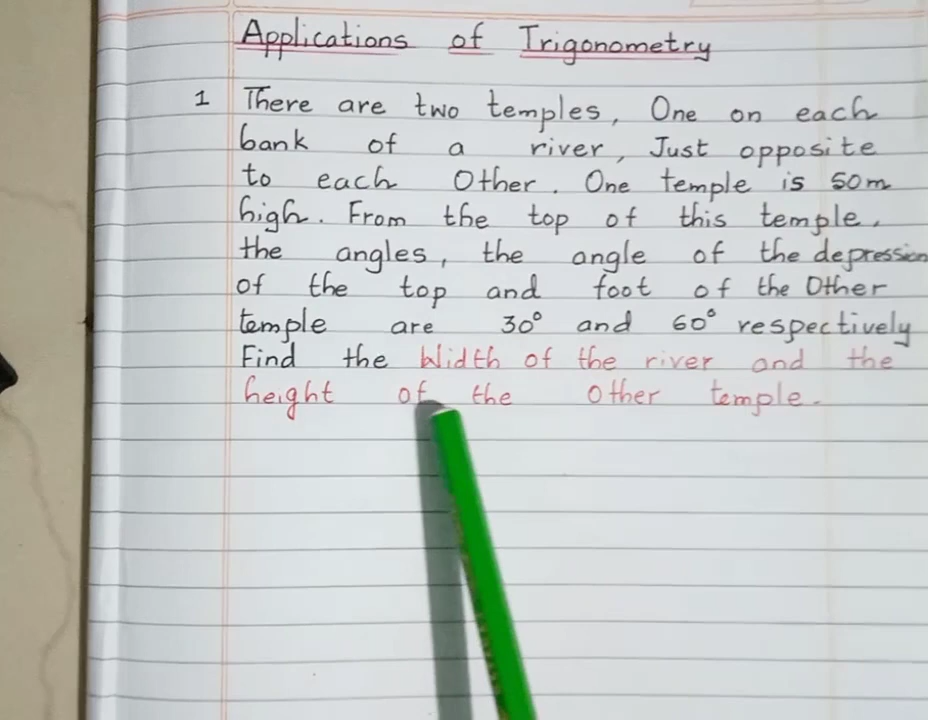 Applications of Trigonometry
1 There are two temples, One on each
bank of a river, Just opposite
to each Other. One temple is 50m
high. From the top of this temple,
the angles, the angle of the depression
of the top and foot of the Other
temple are 30° and 60° respectively
Find the Width of the river and the
height of the Other temple.